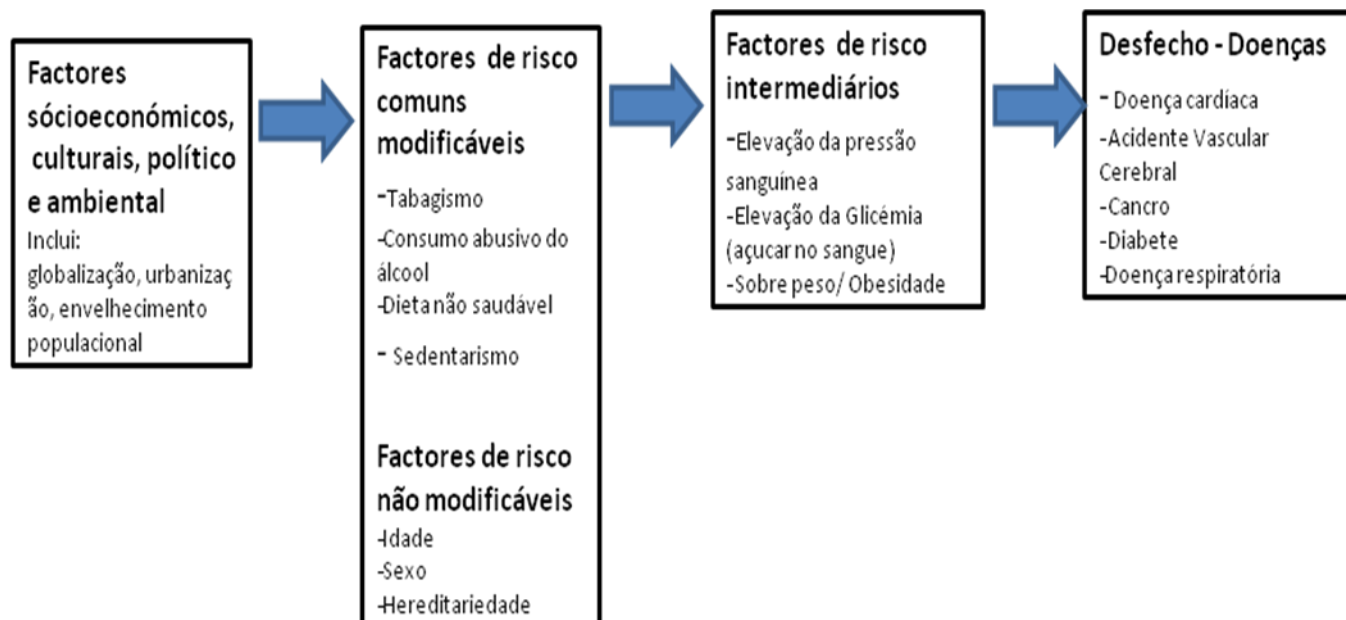 Factores
sócioeconómicos,
culturais, político
e ambiental
Inclui:
globalização, urbanizaç
ão, envelhecimento
populacional
Factores de risco
comuns
modificáveis
-Tabagismo
-Consumo abusivo do
álcool
-Dieta não saudável
- Sedentarismo
Factores de risco
não modificáveis
-Idade
-Sexo
-Hereditariedade
Factores de risco
intermediários
-Elevação da pressão
sanguínea
-Elevação da Glicémia
(açucar no sangue)
-Sobre peso/ Obesidade
Desfecho - Doenças
- Doença cardíaca
-Acidente Vascular
Cerebral
-Cancro
-Diabete
-Doença respiratória